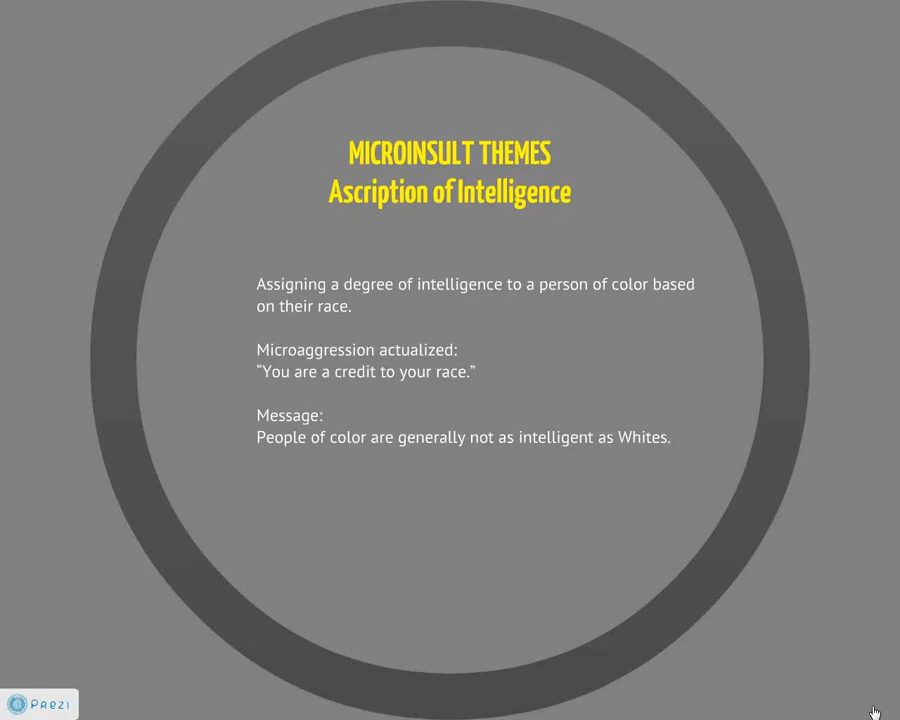 MICROINSULT THEMES
Ascription of Intelligence
Assigning a degree of intelligence to a person of color based
on their race.
Microaggression actualized:
“You are a credit to your race.”
Message:
People of color are generally not as intelligent as Whites.
Prezi